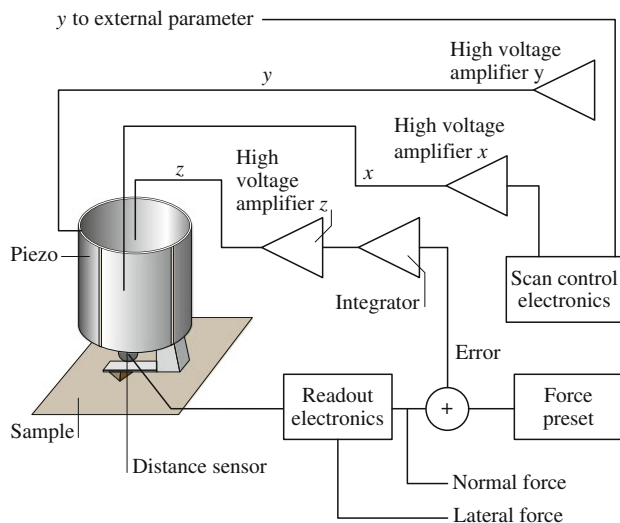 y to external parameter
High voltage
amplifier y
y
High voltage
amplifier x
High
voltage
amplifier z
z
x
Piezo
Integrator
Scan control
electronics
Error
Readout
electronics
+
Force
preset
Sample
Distance sensor
Normal force
Lateral force